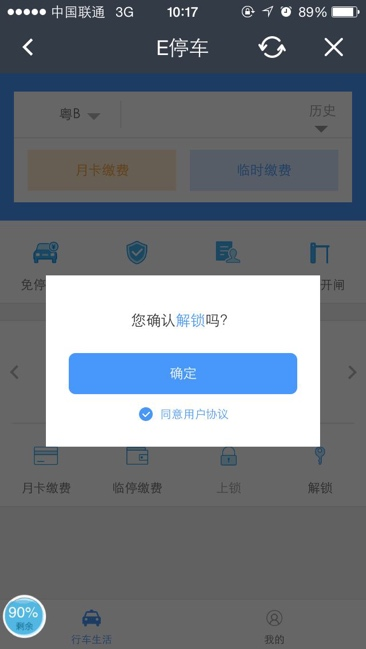 中国联通 3G 10:17 89%
E停车
粤B 历史
月卡缴费 临时缴费
免停 开闸
您确认解锁吗?
确定
同意用户协议
月卡缴费 临停缴费 上锁 解锁
90%
剩余
行车生活 我的